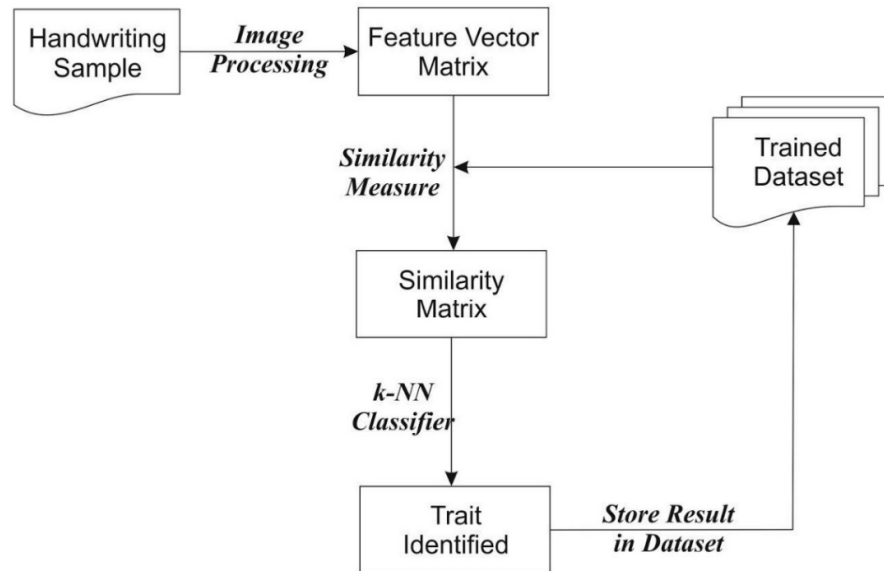 Handwriting
Sample
Image
Processing
Feature Vector
Matrix
Similarity
Measure
Trained
Dataset
Similarity
Matrix
k-NN
Classifier
Trait
Identified
Store Result
in Dataset